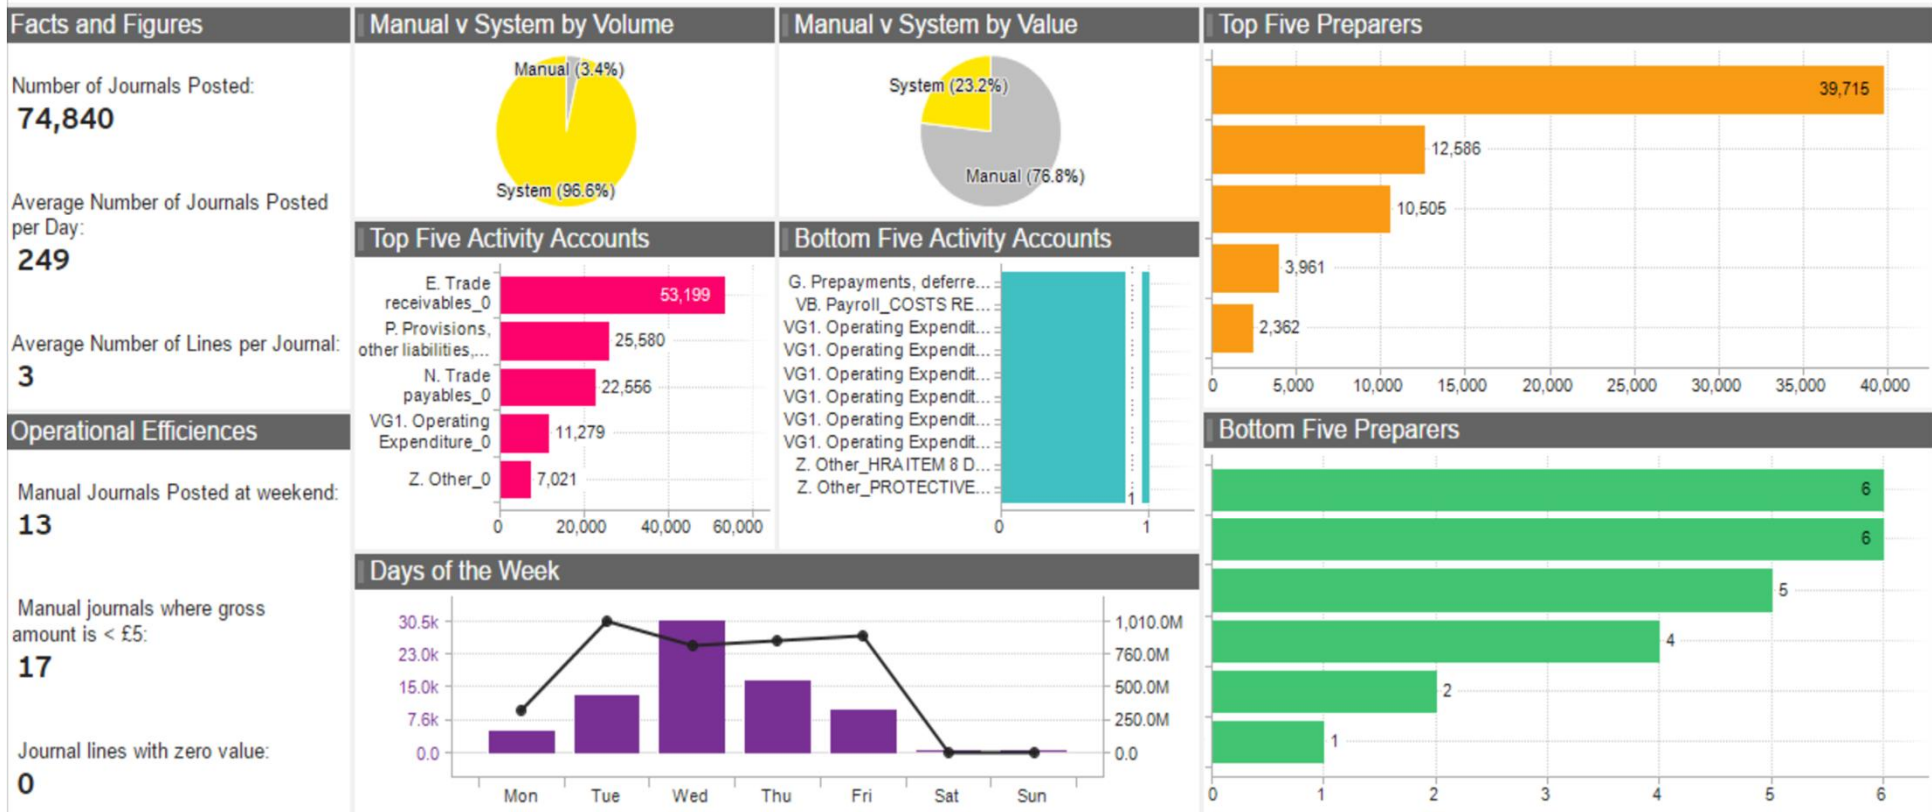 Facts and Figures
Number of Journals Posted:
74,840
Average Number of Journals Posted
per Day:
249
Average Number of Lines per Journal:
3
Operational Efficiences
Manual Journals Posted at weekend:
13
Manual journals where gross
amount is < £5:
17
Journal lines with zero value:
0
Manual v System by Volume
Manual (3.4%)
System (96.6%)
Manual v System by Value
System (23.2%)
Manual (76.8%)
Top Five Activity Accounts
E. Trade
receivables_0
53,199
P. Provisions,
other liabilities,...
25,580
N. Trade
payables_0
22,556
VG1. Operating
Expenditure_0
11,279
Z. Other_0
7,021
0 20,000 40,000 60,000
Bottom Five Activity Accounts
G. Prepayments, deferre...
VB. Payroll_COSTS RE...
VG1. Operating Expendit...
VG1. Operating Expendit...
VG1. Operating Expendit...
VG1. Operating Expendit...
VG1. Operating Expendit...
VG1. Operating Expendit...
Z. Other_HRA ITEM 8 D...
Z. Other_PROTECTIVE...
1
0 1
Days of the Week
30.5k
23.0k
15.0k
7.6k
0.0
1,010.0M
760.0M
500.0M
250.0M
0.0
Mon Tue Wed Thu Fri Sat Sun
Top Five Preparers
39,715
12,586
10,505
3,961
2,362
0 5,000 10,000 15,000 20,000 25,000 30,000 35,000 40,000
Bottom Five Preparers
6
6
5
4
2
1
0 1 2 3 4 5 6